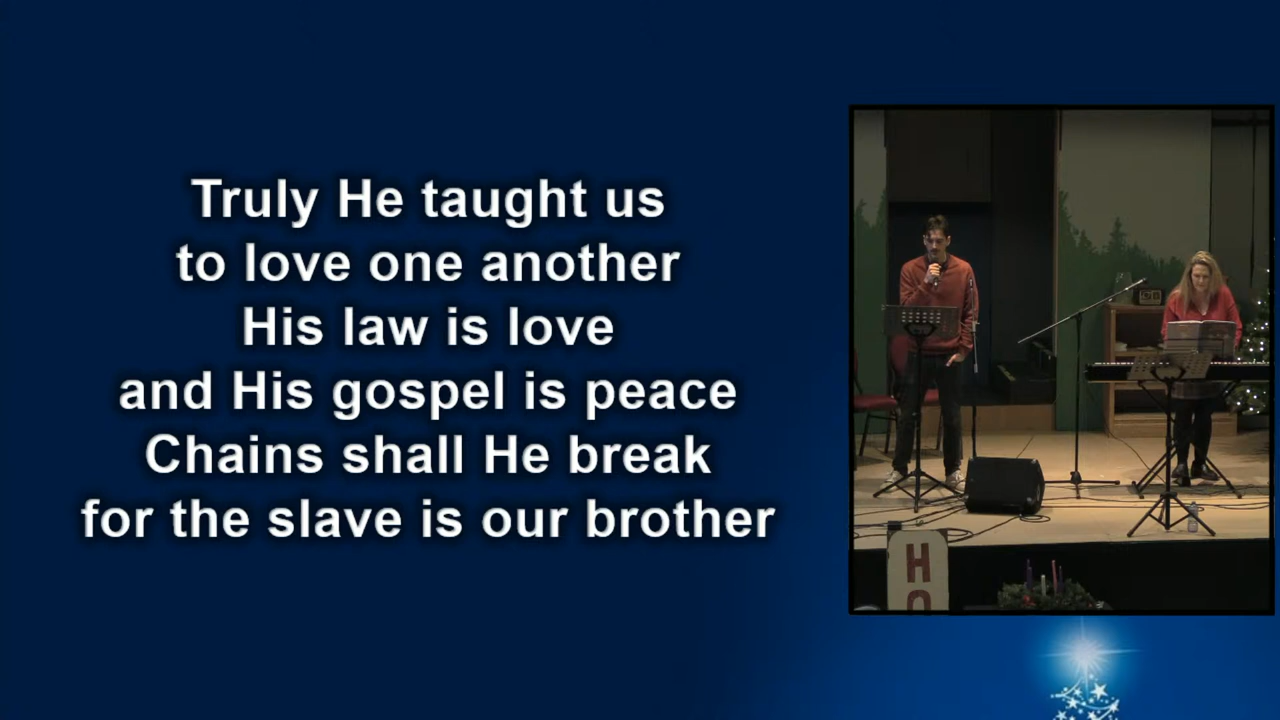 Truly He taught us
to love one another
His law is love
and His gospel is peace
Chains shall He break
for the slave is our brother
HO